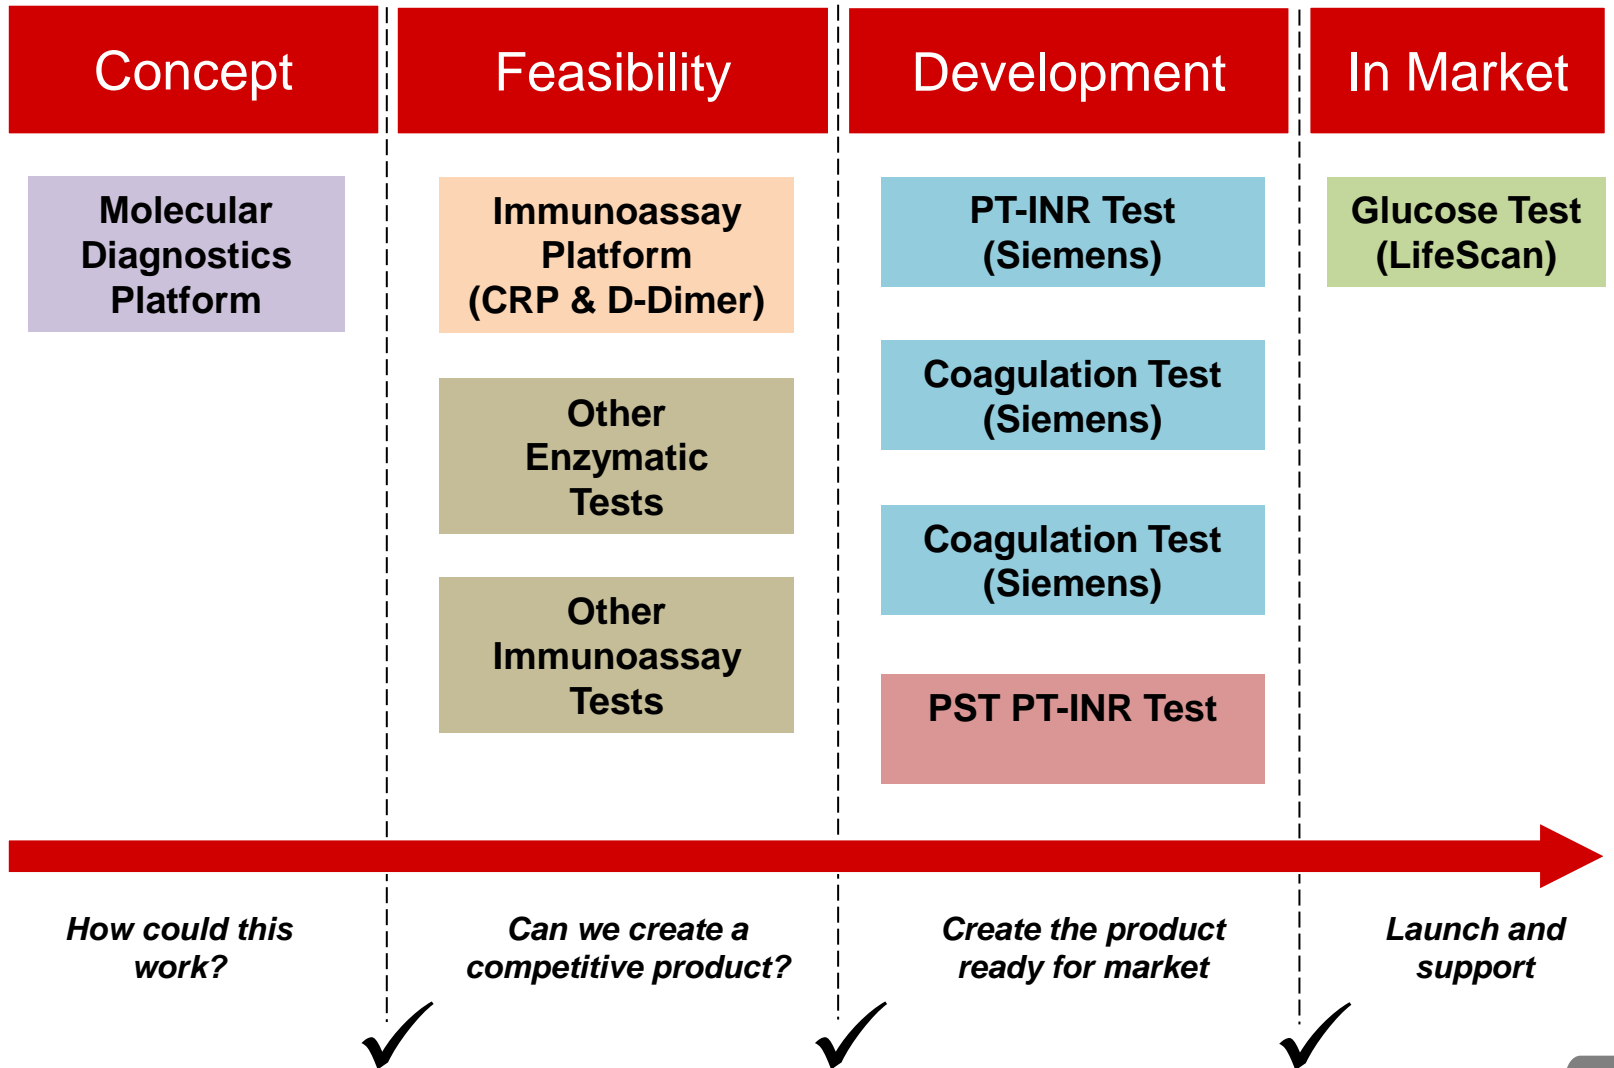 Concept
Feasibility
Development
In Market
Molecular
Diagnostics
Platform
Immunoassay
Platform
(CRP & D-Dimer)
Other
Enzymatic
Tests
Other
Immunoassay
Tests
PT-INR Test
(Siemens)
Coagulation Test
(Siemens)
Coagulation Test
(Siemens)
PST PT-INR Test
Glucose Test
(LifeScan)
How could this
work?
Can we create a
competitive product?
Create the product
ready for market
Launch and
support